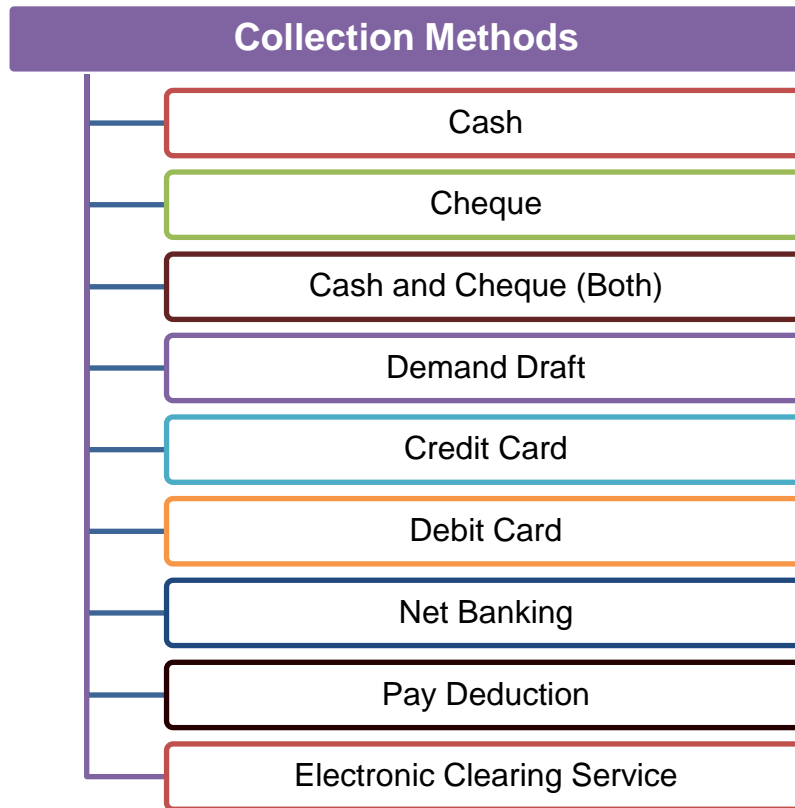 Collection Methods
Cash
Cheque
Cash and Cheque (Both)
Demand Draft
Credit Card
Debit Card
Net Banking
Pay Deduction
Electronic Clearing Service